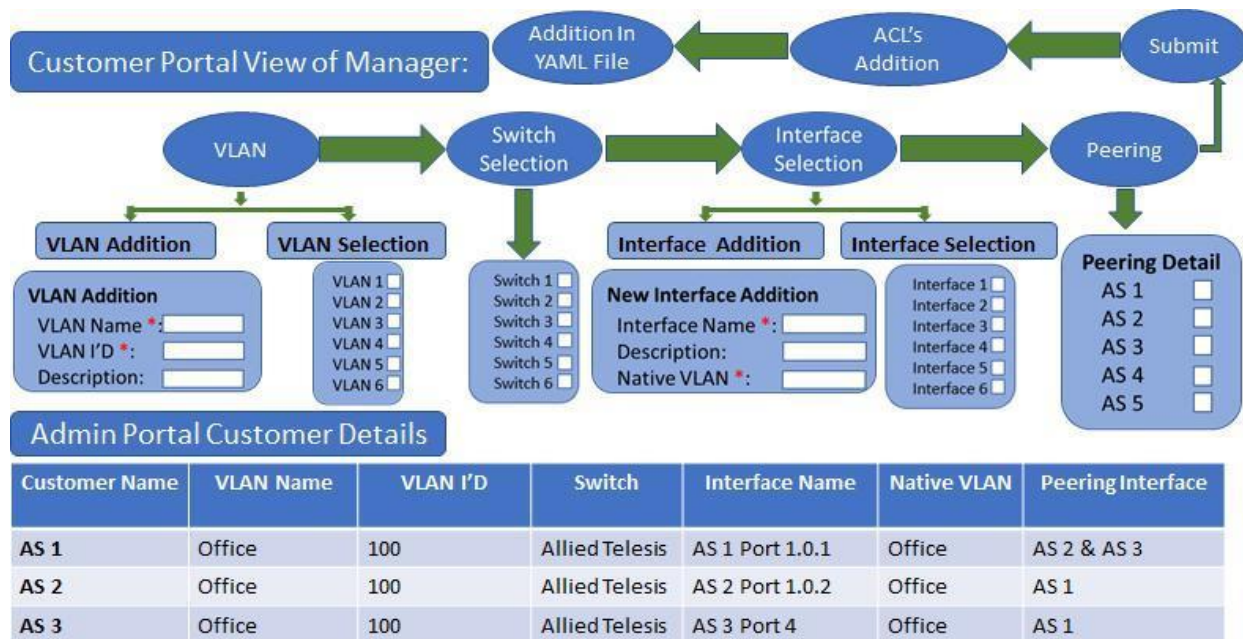 Customer Portal View of Manager:
Addition In
YAML File
ACL's
Addition
Submit
VLAN
Switch
Selection
Interface
Selection
Peering
VLAN Addition
VLAN Selection
Interface Addition
Interface Selection
VLAN Addition
VLAN Name *:
VLAN I'D *:
Description:
VLAN 1
VLAN 2
VLAN 3
VLAN 4
VLAN 5
VLAN 6
Switch 1
Switch 2
Switch 3
Switch 4
Switch 5
Switch 6
New Interface Addition
Interface Name *:
Description:
Native VLAN *:
Interface 1
Interface 2
Interface 3
Interface 4
Interface 5
Interface 6
Peering Detail
AS 1
AS 2
AS 3
AS 4
AS 5
Admin Portal Customer Details
Customer Name VLAN Name VLAN I'D Switch Interface Name Native VLAN Peering Interface
AS 1 Office 100 Allied Telesis AS 1 Port 1.0.1 Office AS 2 & AS 3
AS 2 Office 100 Allied Telesis AS 2 Port 1.0.2 Office AS 1
AS 3 Office 100 Allied Telesis AS 3 Port 4 Office AS 1